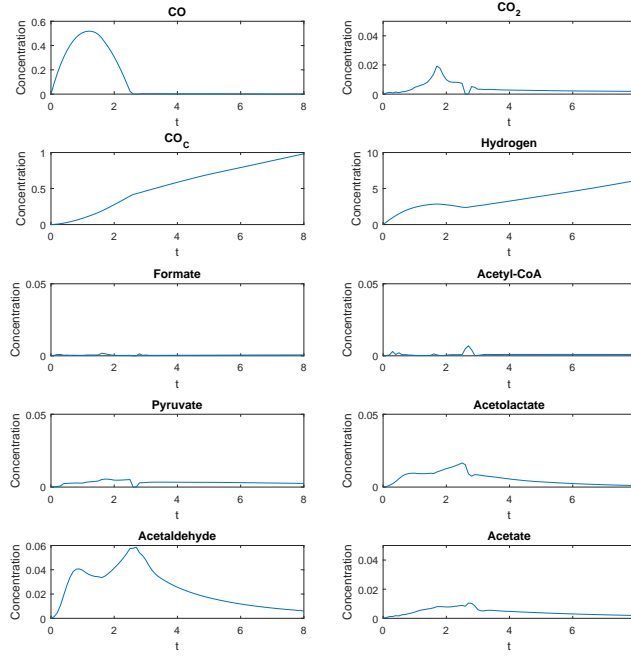 CO
Concentration
0.6
0.4
0.2
0
0 2 4 6 8
t
CO2
Concentration
0.04
0.02
0
0 2 4 6
t
COC
Concentration
1
0.5
0
0 2 4 6 8
t
Hydrogen
Concentration
10
5
0
0 2 4 6
t
Formate
Concentration
0.05
0
0 2 4 6 8
t
Acetyl-CoA
Concentration
0.05
0
0 2 4 6
t
Pyruvate
Concentration
0.05
0
0 2 4 6 8
t
Acetolactate
Concentration
0.05
0
0 2 4 6
t
Acetaldehyde
Concentration
0.06
0.04
0.02
0
0 2 4 6 8
t
Acetate
Concentration
0.04
0.02
0
0 2 4 6
t